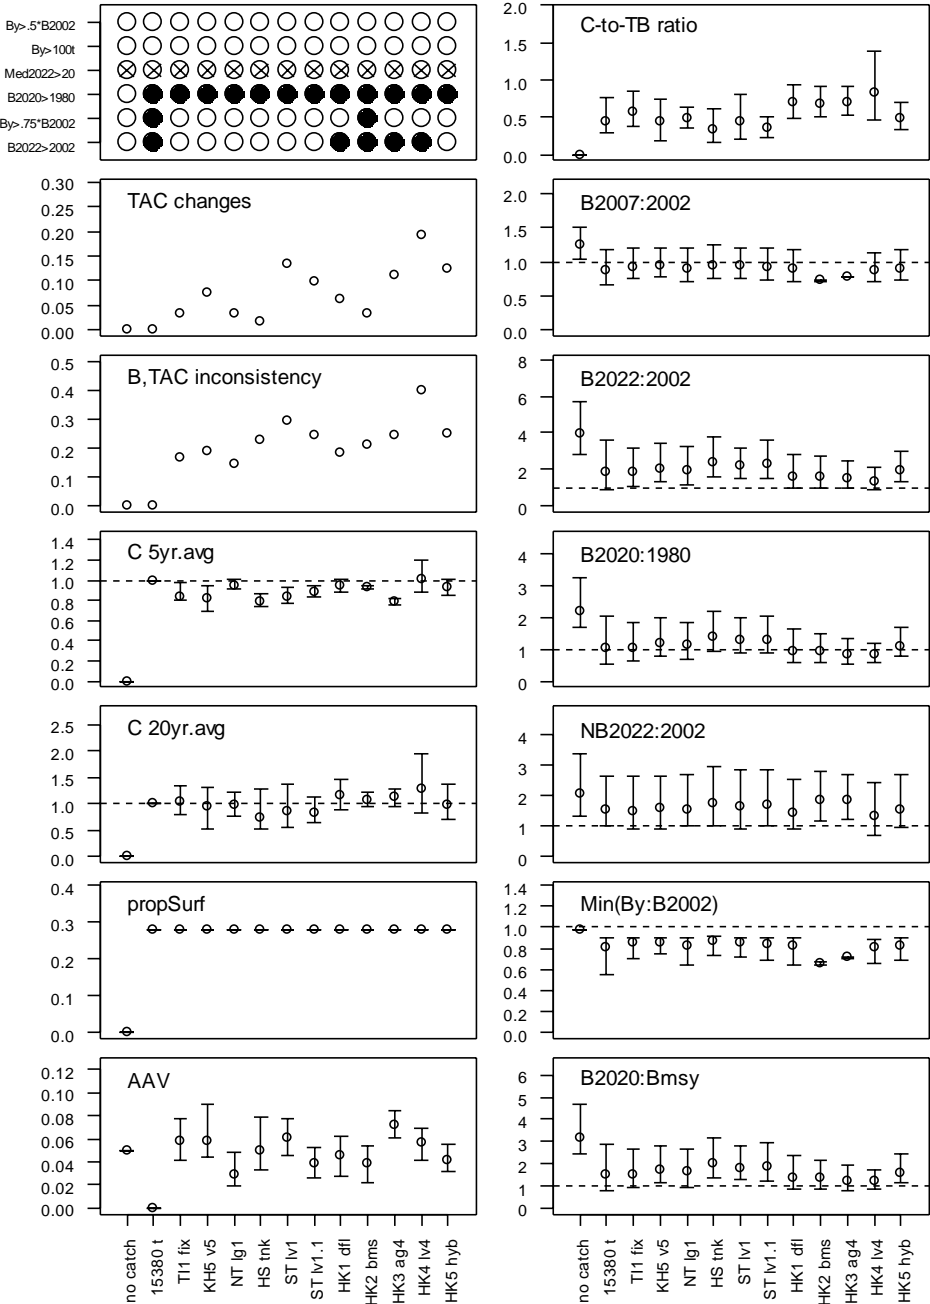 By>.5*B2002
By>100t
Med2022>20
B2020>1980
By>.75*B2002
B2022>2002
TAC changes
0.30
0.25
0.20
0.15
0.10
0.05
0.00
B,TAC inconsistency
0.5
0.4
0.3
0.2
0.1
0.0
C 5yr.avg
1.4
1.2
1.0
0.8
0.6
0.4
0.2
0.0
C 20yr.avg
2.5
2.0
1.5
1.0
0.5
0.0
propSurf
0.4
0.3
0.2
0.1
0.0
AAV
0.12
0.10
0.08
0.06
0.04
0.02
0.00
no catch
15380 t
TI1 fix
KH5 v5
NT lg1
HS tnk
ST lv1
ST lv1.1
HK1 dfl
HK2 bms
HK3 ag4
HK4 lv4
HK5 hyb
C-to-TB ratio
2.0
1.5
1.0
0.5
0.0
B2007:2002
2.0
1.5
1.0
0.5
0.0
B2022:2002
8
6
4
2
0
B2020:1980
4
3
2
1
0
NB2022:2002
4
3
2
1
0
Min(By:B2002)
1.4
1.2
1.0
0.8
0.6
0.4
0.2
0.0
B2020:Bmsy
6
5
4
3
2
1
0
no catch
15380 t
TI1 fix
KH5 v5
NT lg1
HS tnk
ST lv1
ST lv1.1
HK1 dfl
HK2 bms
HK3 ag4
HK4 lv4
HK5 hyb